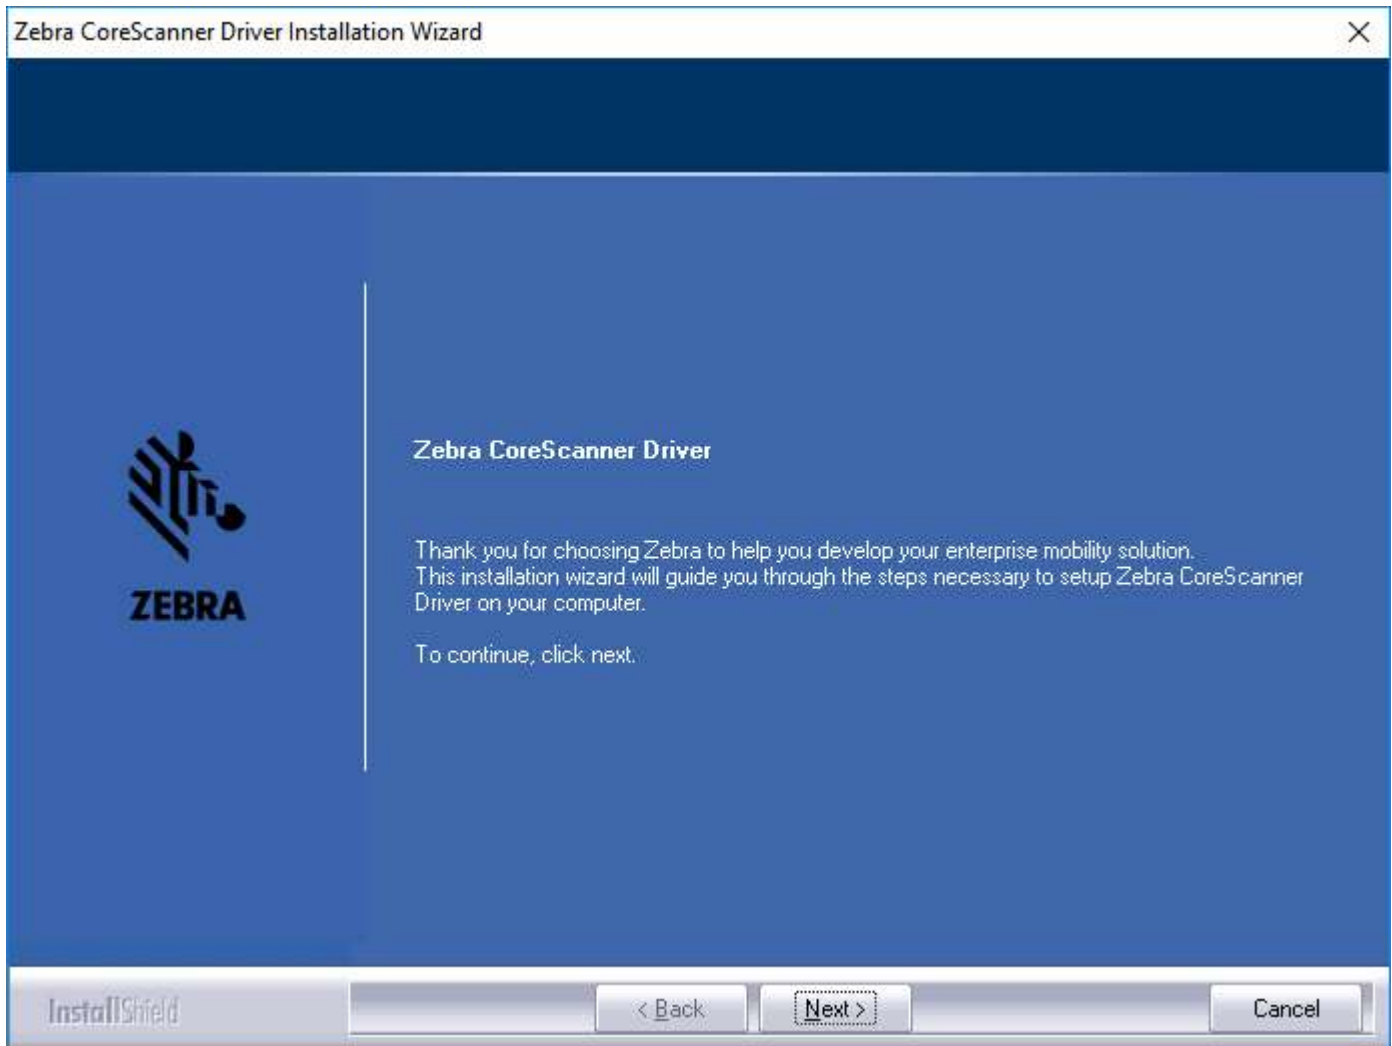 Zebra CoreScanner Driver Installation Wizard
Zebra CoreScanner Driver
Thank you for choosing Zebra to help you develop your enterprise mobility solution.
This installation wizard will guide you through the steps necessary to setup Zebra CoreScanner
Driver on your computer.
To continue, click next.
ZEBRA
InstallShield
< Back
Next >
Cancel